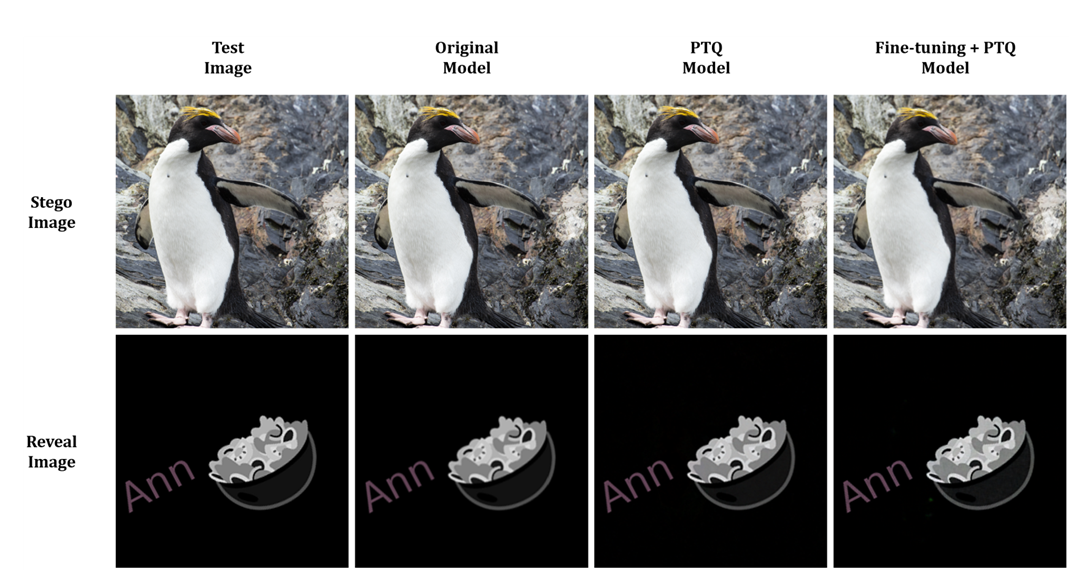 Test
Image
Original
Model
PTQ
Model
Fine-tuning + PTQ
Model
Stego
Image
Reveal
Image
Ann
Ann
Ann
Ann